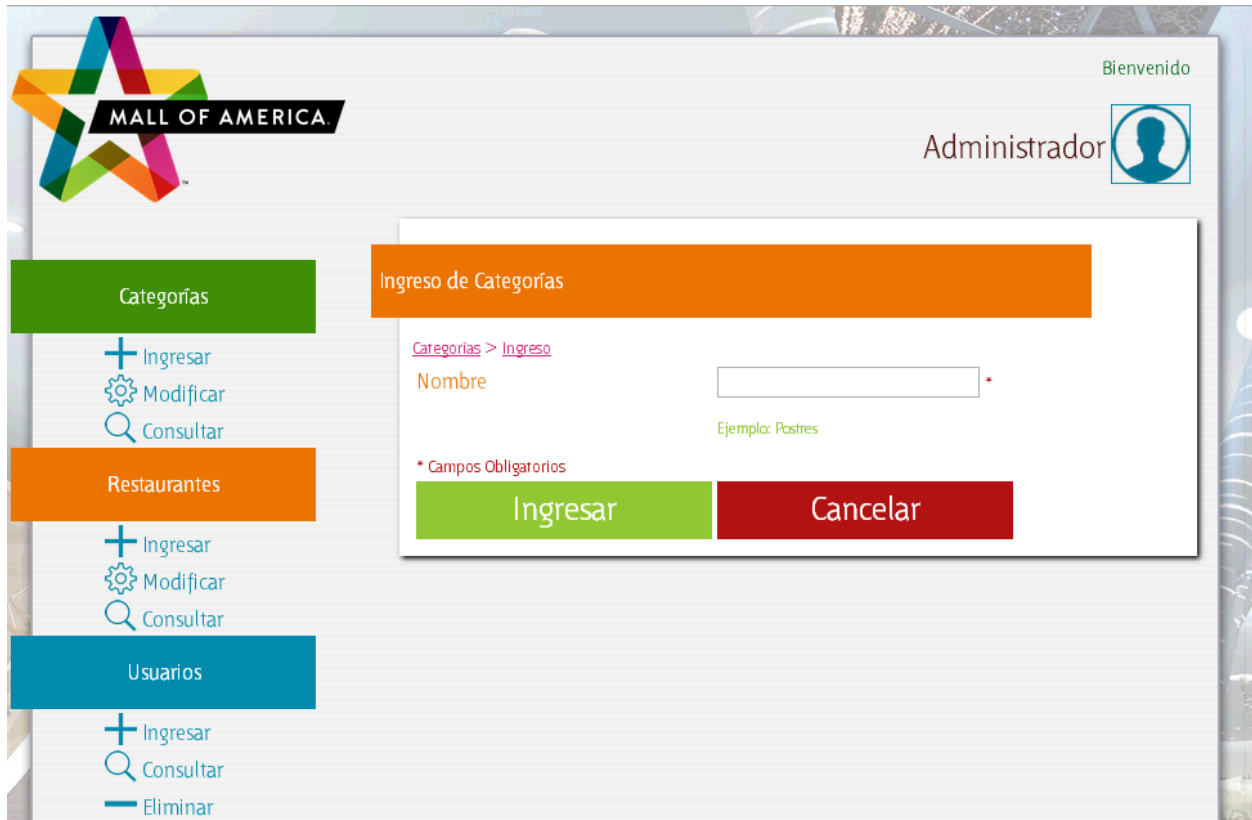 MALL OF AMERICA.
™
Bienvenido
Administrador
Categorías
Ingresar
Modificar
Consultar
Restaurantes
Ingresar
Modificar
Consultar
Usuarios
Ingresar
Consultar
Eliminar
Ingreso de Categorías
Categorías > Ingreso
Nombre *
Ejemplo: Postres
* Campos Obligatorios
Ingresar Cancelar